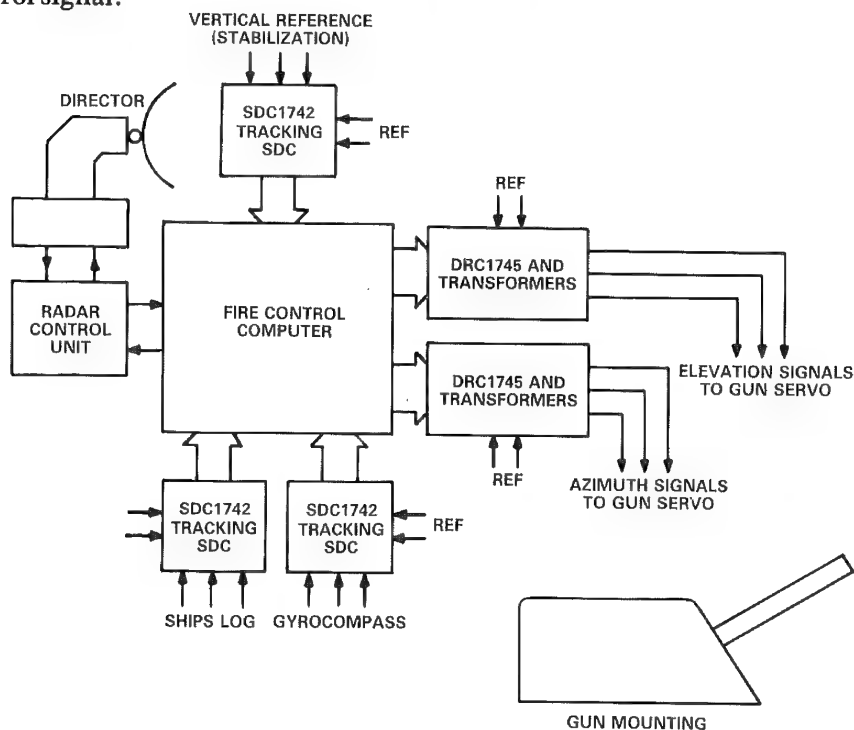 VERTICAL REFERENCE
(STABILIZATION)
DIRECTOR
SDC1742
TRACKING
SDC
REF
REF
RADAR
CONTROL
UNIT
FIRE CONTROL
COMPUTER
DRC1745 AND
TRANSFORMERS
ELEVATION SIGNALS
TO GUN SERVO
DRC1745 AND
TRANSFORMERS
REF
AZIMUTH SIGNALS
TO GUN SERVO
SDC1742
TRACKING
SDC
SDC1742
TRACKING
SDC
REF
SHIPS LOG
GYROCOMPASS
GUN MOUNTING